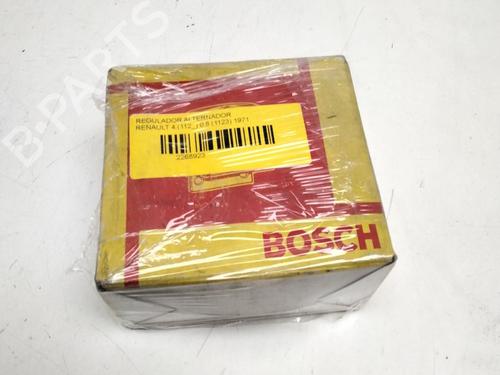 REGULADOR ALTERNADOR
RENAULT 4 (112_) 0.8 (1123) 1971
2268923
BOSCH
B-PARTS